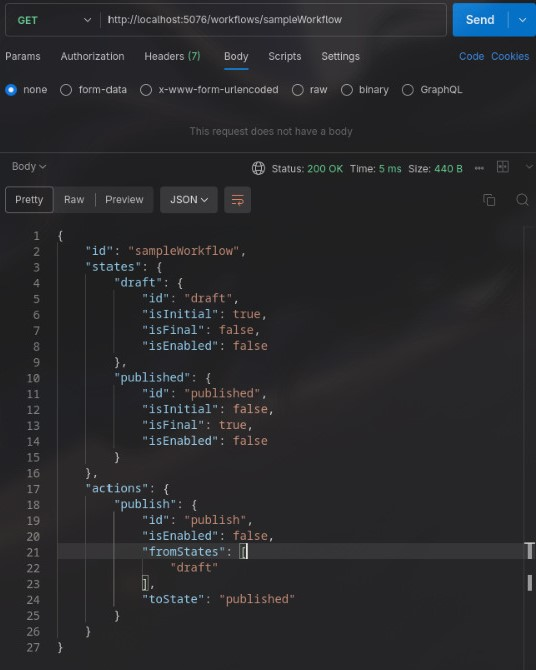 GET http://localhost:5076/workflows/sampleWorkflow Send
Params Authorization Headers (7) Body Scripts Settings Code Cookies
none form-data x-www-form-urlencoded raw binary GraphQL
This request does not have a body
Body Status: 200 OK Time: 5 ms Size: 440 B
Pretty Raw Preview JSON
1 {
2 "id": "sampleWorkflow",
3 "states": {
4 "draft": {
5 "id": "draft",
6 "isInitial": true,
7 "isFinal": false,
8 "isEnabled": false
9 },
10 "published": {
11 "id": "published",
12 "isInitial": false,
13 "isFinal": true,
14 "isEnabled": false
15 }
16 },
17 "actions": {
18 "publish": {
19 "id": "publish",
20 "isEnabled": false,
21 "fromStates": [
22 "draft"
23 ],
24 "toState": "published"
25 }
26 }
27 }